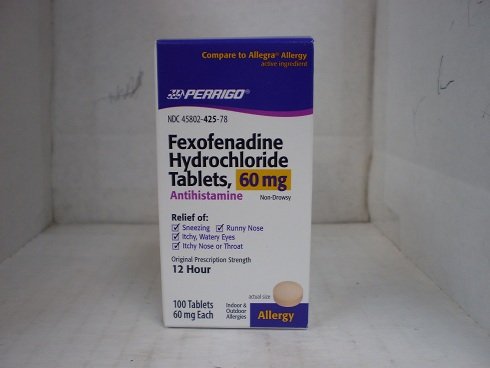 Compare to Allegra® Allergy
active ingredient
PERRIGO®
NDC 45802-425-78
Fexofenadine
Hydrochloride
Tablets, 60 mg
Antihistamine Non-Drowsy
Relief of:
Sneezing Runny Nose
Itchy, Watery Eyes
Itchy Nose or Throat
Original Prescription Strength
12 Hour
actual size
100 Tablets
60 mg Each
Indoor &
Outdoor
Allergies
Allergy